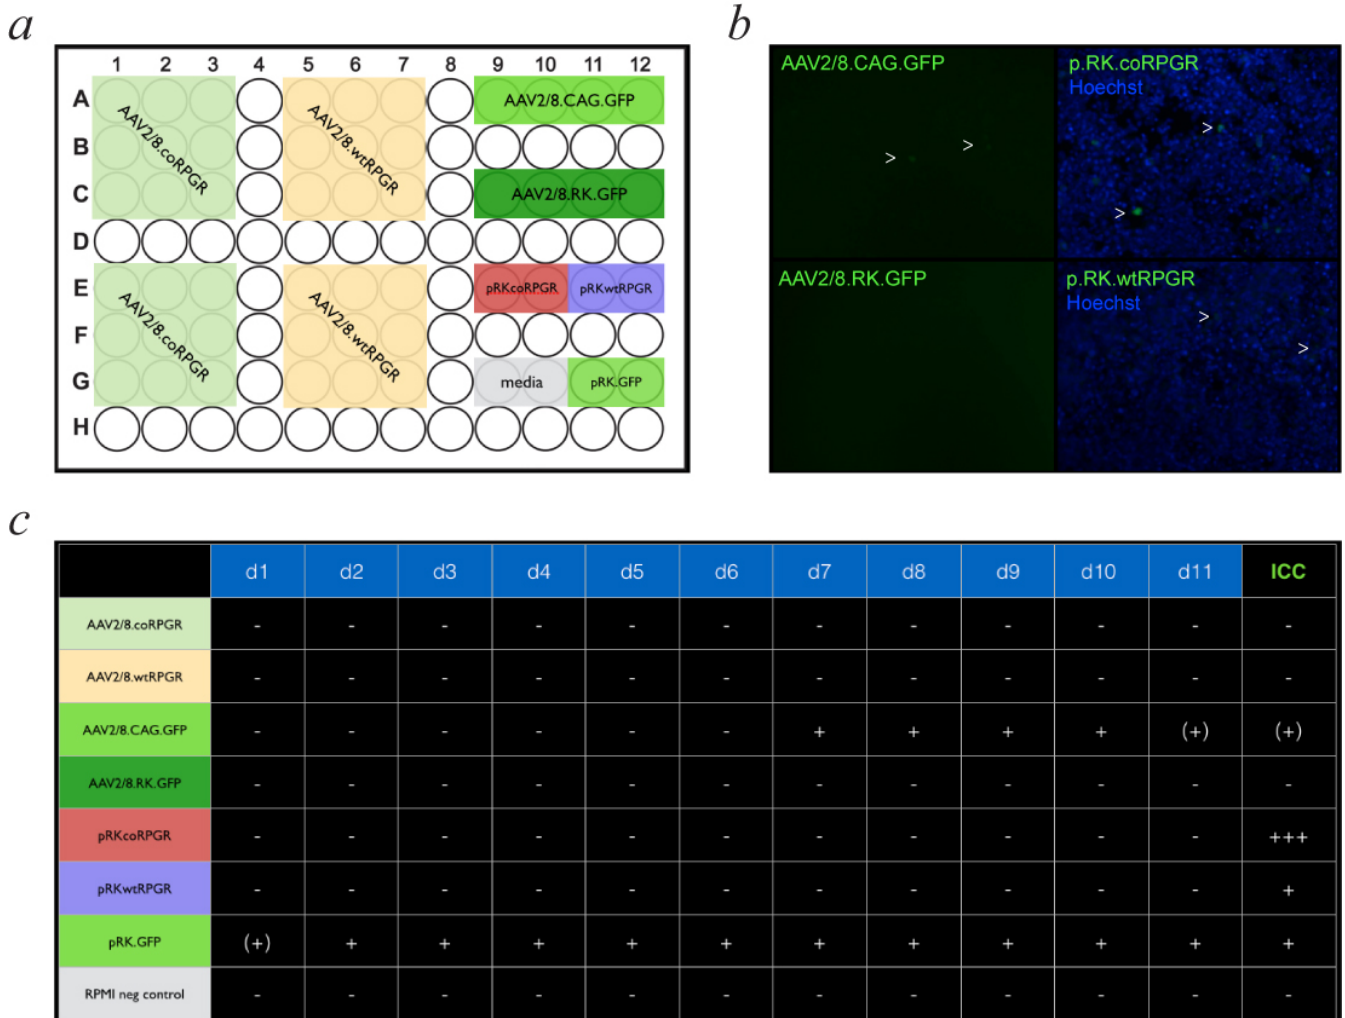 a
b
1 2 3 4 5 6 7 8 9 10 11 12
A
B
C
D
E
F
G
H
AAV2/8.coRPGR
AAV2/8.wtRPGR
AAV2/8.CAG.GFP
AAV2/8.RK.GFP
AAV2/8.coRPGR
AAV2/8.wtRPGR
pRKcoRPGR
pRKwtRPGR
media
pRK.GFP
AAV2/8.CAG.GFP
> >
p.RK.coRPGR
Hoechst
>
>
AAV2/8.RK.GFP
p.RK.wtRPGR
Hoechst
>
>
c
d1 d2 d3 d4 d5 d6 d7 d8 d9 d10 d11 ICC
AAV2/8.coRPGR - - - - - - - - - - - -
AAV2/8.wtRPGR - - - - - - - - - - - -
AAV2/8.CAG.GFP - - - - - - + + + + (+) (+)
AAV2/8.RK.GFP - - - - - - - - - - - -
pRKcoRPGR - - - - - - - - - - - +++
pRKwtRPGR - - - - - - - - - - - +
pRK.GFP (+) + + + + + + + + + + +
RPMI neg control - - - - - - - - - - - -